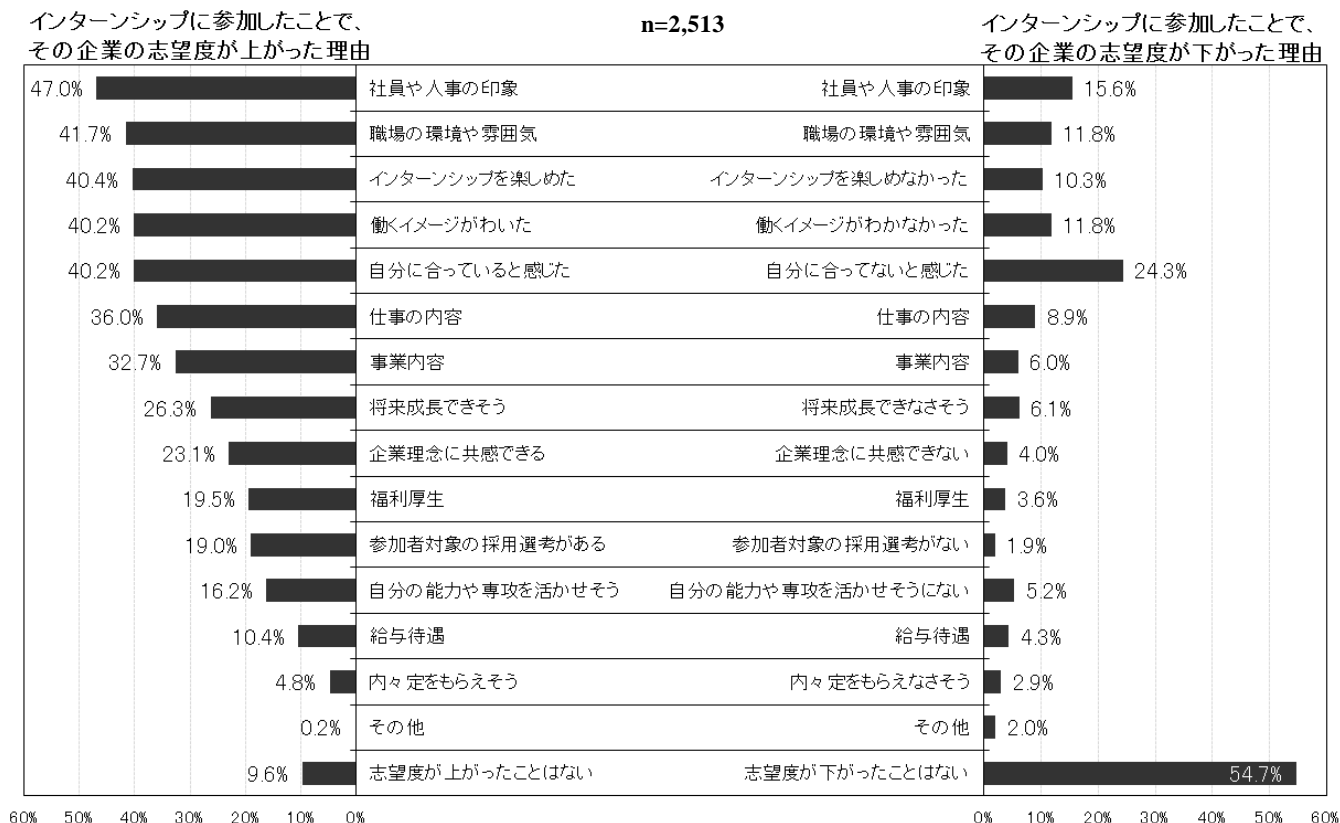 インターンシップに参加したことで、
その企業の志望度が上がった理由
n=2,513
インターンシップに参加したことで、
その企業の志望度が下がった理由
47.0% 社員や人事の印象 社員や人事の印象 15.6%
41.7% 職場の環境や雰囲気 職場の環境や雰囲気 11.8%
40.4% インターンシップを楽しめた インターンシップを楽しめなかった 10.3%
40.2% 働くイメージがわいた 働くイメージがわかなかった 11.8%
40.2% 自分に合っていると感じた 自分に合ってないと感じた 24.3%
36.0% 仕事の内容 仕事の内容 8.9%
32.7% 事業内容 事業内容 6.0%
26.3% 将来成長できそう 将来成長できなさそう 6.1%
23.1% 企業理念に共感できる 企業理念に共感できない 4.0%
19.5% 福利厚生 福利厚生 3.6%
19.0% 参加者対象の採用選考がある 参加者対象の採用選考がない 1.9%
16.2% 自分の能力や専攻を活かせそう 自分の能力や専攻を活かせそうにない 5.2%
10.4% 給与待遇 給与待遇 4.3%
4.8% 内々定をもらえそう 内々定をもらえなさそう 2.9%
0.2% その他 その他 2.0%
9.6% 志望度が上がったことはない 志望度が下がったことはない 54.7%
60% 50% 40% 30% 20% 10% 0% 0% 10% 20% 30% 40% 50% 60%